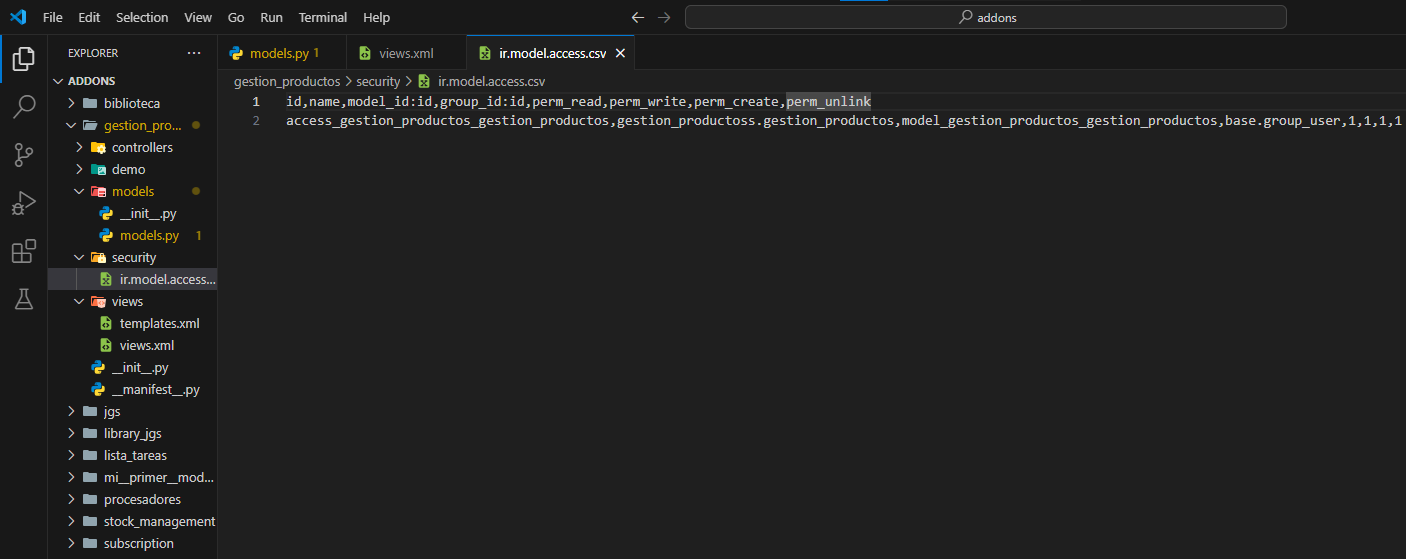 File Edit Selection View Go Run Terminal Help
addons
EXPLORER
models.py 1
views.xml
ir.model.access.csv
ADDONS
biblioteca
gestion_pro...
controllers
demo
models
__init__.py
models.py 1
security
ir.model.access...
views
templates.xml
views.xml
__init__.py
__manifest__.py
jgs
library_jgs
lista_tareas
mi__primer__mod...
procesadores
stock_management
subscription
gestion_productos > security > ir.model.access.csv
1 id,name,model_id:id,group_id:id,perm_read,perm_write,perm_create,perm_unlink
2 access_gestion_productos_gestion_productos,gestion_productoss.gestion_productos,model_gestion_productos_gestion_productos,base.group_user,1,1,1,1